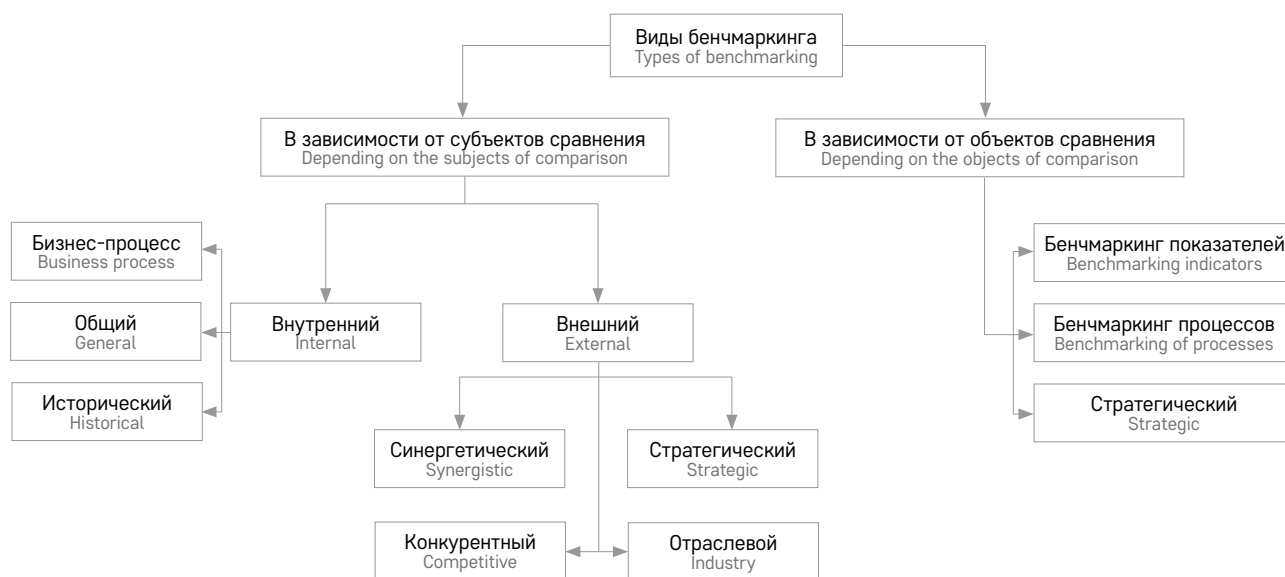 Виды бенчмаркинга
Types of benchmarking
В зависимости от субъектов сравнения
Depending on the subjects of comparison
В зависимости от объектов сравнения
Depending on the objects of comparison
Бизнес-процесс
Business process
Общий
General
Исторический
Historical
Внутренний
Internal
Внешний
External
Синергетический
Synergistic
Стратегический
Strategic
Конкурентный
Competitive
Отраслевой
Industry
Бенчмаркинг показателей
Benchmarking indicators
Бенчмаркинг процессов
Benchmarking of processes
Стратегический
Strategic